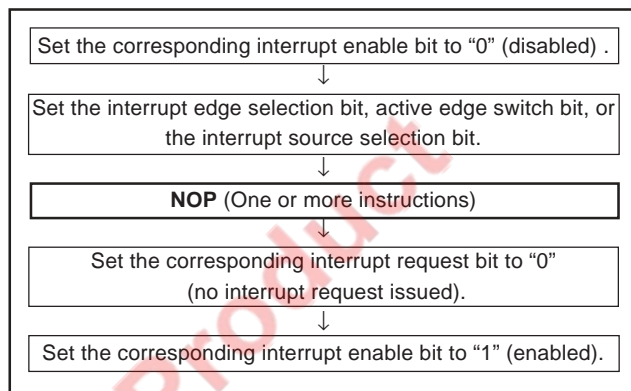 Set the corresponding interrupt enable bit to “0” (disabled) .
↓
Set the interrupt edge selection bit, active edge switch bit, or
the interrupt source selection bit.
↓
NOP (One or more instructions)
↓
Set the corresponding interrupt request bit to “0”
(no interrupt request issued).
↓
Set the corresponding interrupt enable bit to “1” (enabled).
Product